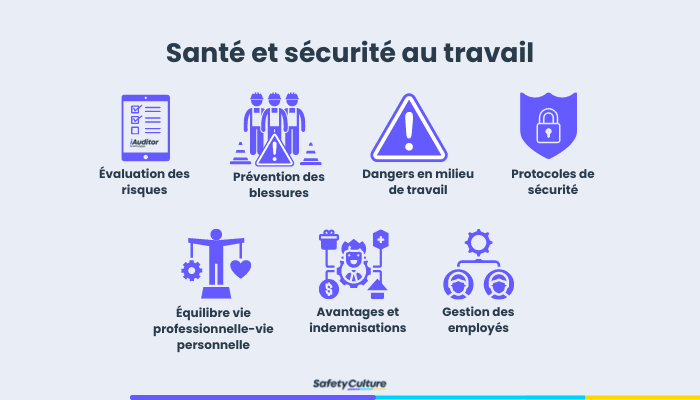 Santé et sécurité au travail
iAuditor
Évaluation des
risques
Prévention des
blessures
Dangers en milieu
de travail
Protocoles de
sécurité
Équilibre vie
professionnelle-vie
personnelle
Avantages et
indemnisations
Gestion des
employés
SafetyCulture